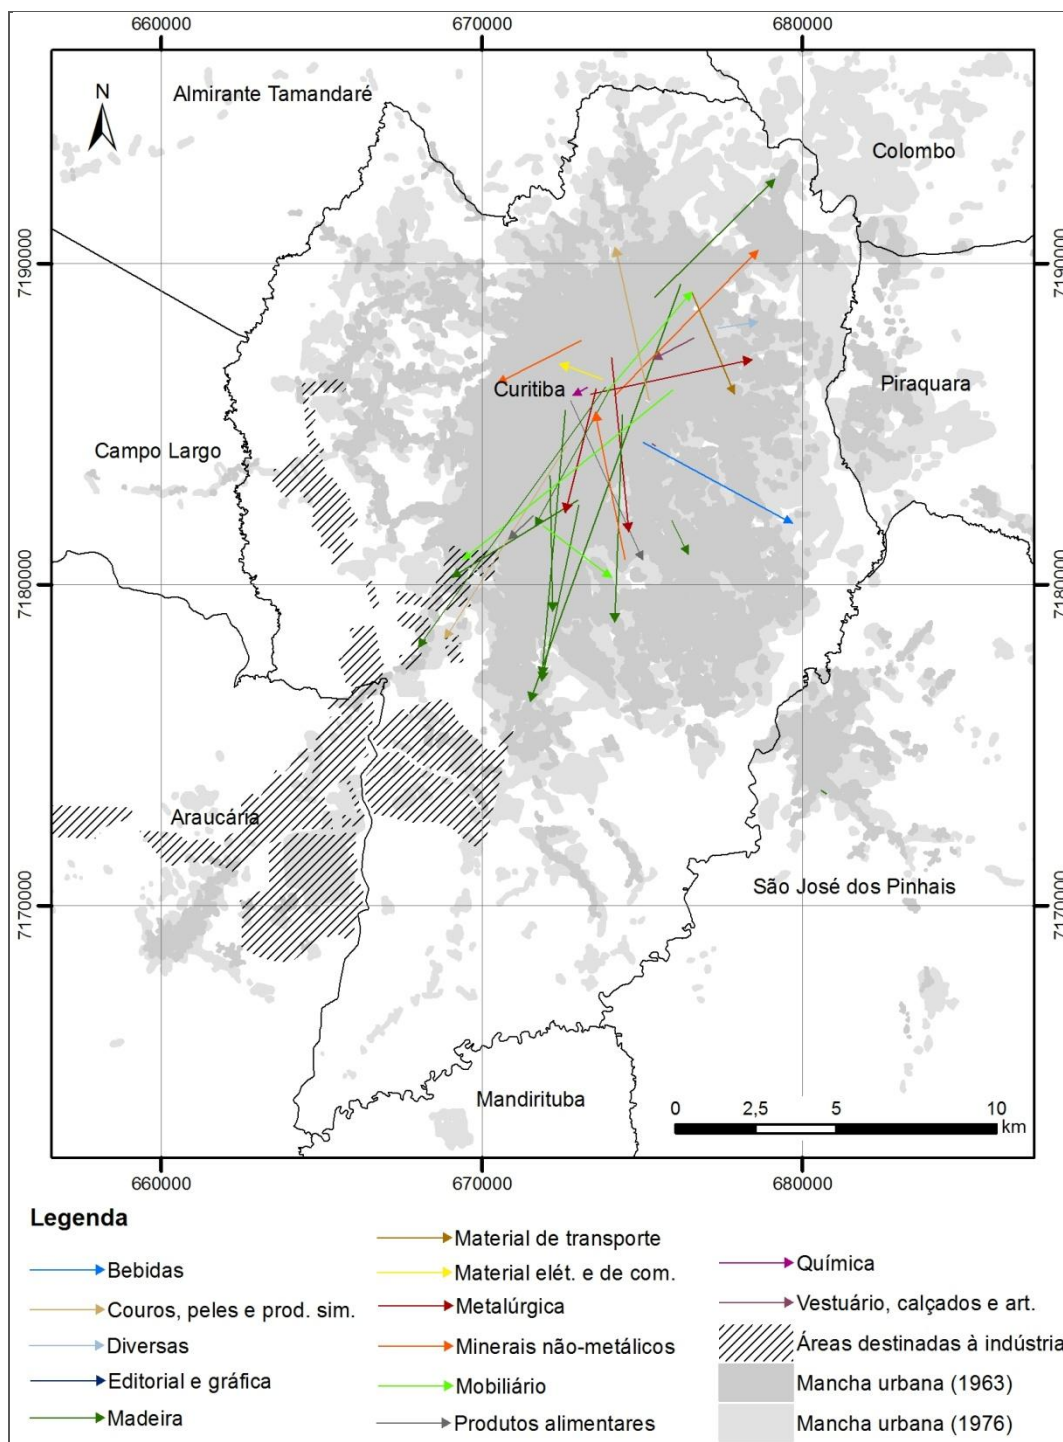 660000 670000 680000
N
Almirante Tamandaré
Colombo
7190000 7190000
Curitiba
Piraquara
Campo Largo
7180000 7180000
Araucária
São José dos Pinhais
7170000 7170000
Mandirituba
0 2,5 5 10
km
660000 670000 680000
Legenda
Bebidas
Couros, peles e prod. sim.
Diversas
Editorial e gráfica
Madeira
Material de transporte
Material elét. e de com.
Metalúrgica
Minerais não-metálicos
Mobiliário
Produtos alimentares
Química
Vestuário, calçados e art.
Áreas destinadas à indústria
Mancha urbana (1963)
Mancha urbana (1976)